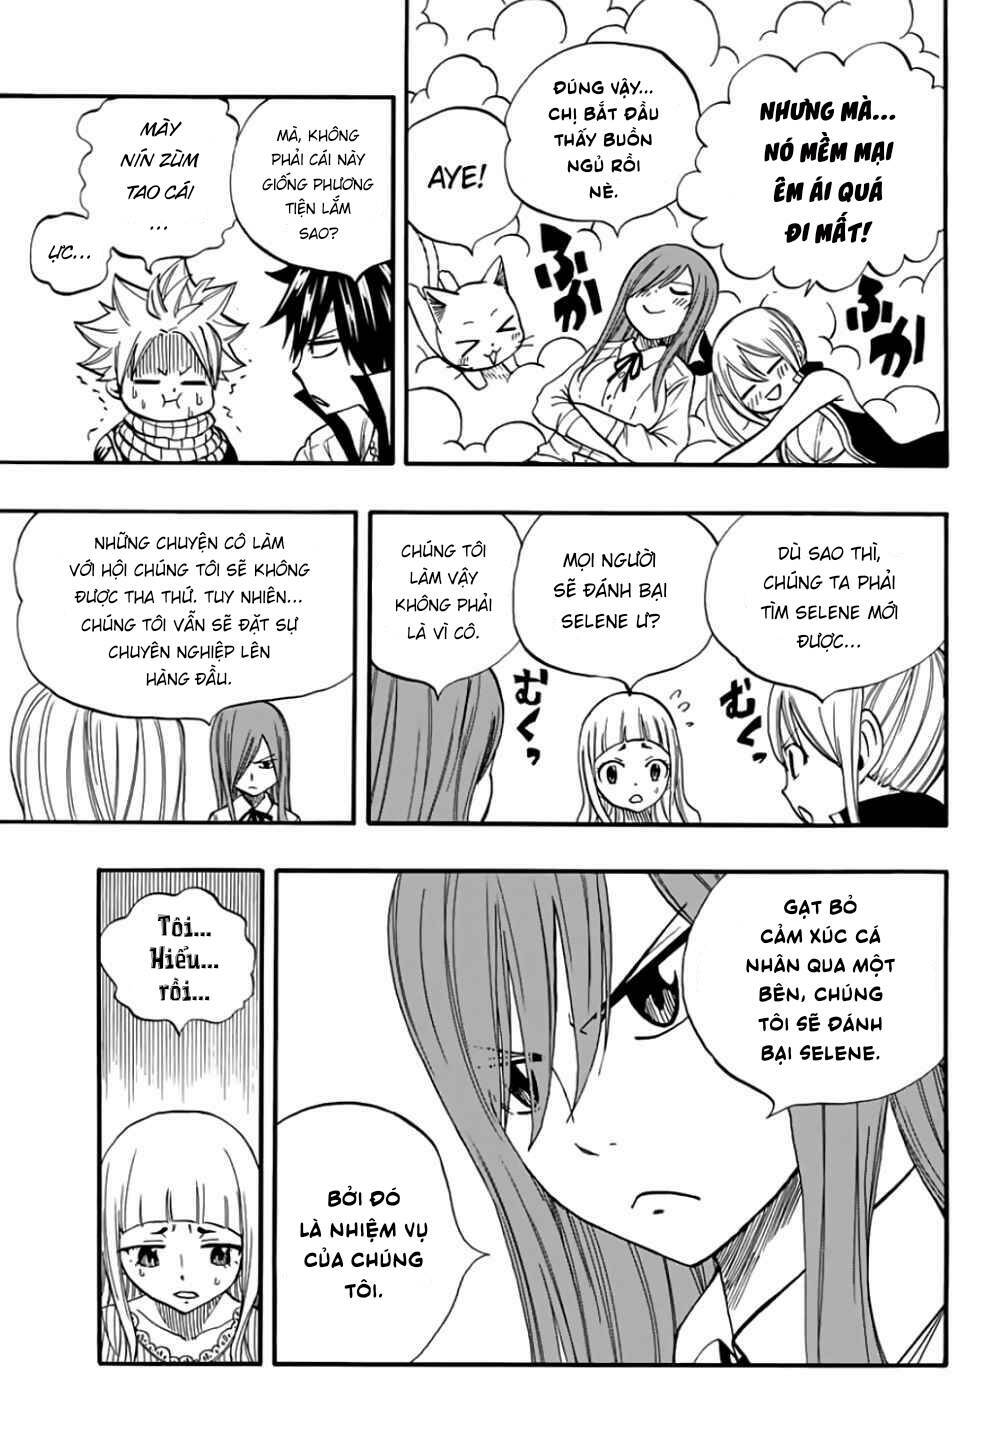 NHƯNG MÀ...
NÓ MỀM MẠI
ÊM ÁI QUÁ
ĐI MẤT!
ĐÚNG VẬY...
CHỊ BẮT ĐẦU
THẤY BUỒN
NGỦ RỒI
NÈ.
AYE!
ふか
ふか
MÀ, KHÔNG
PHẢI CÁI NÀY
GIỐNG PHƯƠNG
TIỆN LẮM
SAO?
MÀY
NÍN ZÙM
TAO CÁI
...
ỰC...
DÙ SAO THÌ,
CHÚNG TA PHẢI
TÌM SELENE MỚI
ĐƯỢC...
MỌI NGƯỜI
SẼ ĐÁNH BẠI
SELENE Ư?
CHÚNG TÔI
LÀM VẬY
KHÔNG PHẢI
LÀ VÌ CÔ.
むくっ
むくっ
NHỮNG CHUYỆN CÔ LÀM
VỚI HỘI CHÚNG TÔI SẼ KHÔNG
ĐƯỢC THA THỨ. TUY NHIÊN...
CHÚNG TÔI VẪN SẼ ĐẶT SỰ
CHUYÊN NGHIỆP LÊN
HÀNG ĐẦU.
GẠT BỎ
CẢM XÚC CÁ
NHÂN QUA MỘT
BÊN, CHÚNG
TÔI SẼ ĐÁNH
BẠI SELENE.
BỞI ĐÓ
LÀ NHIỆM VỤ
CỦA CHÚNG
TÔI.
Tôi...
Hiểu...
rồi...